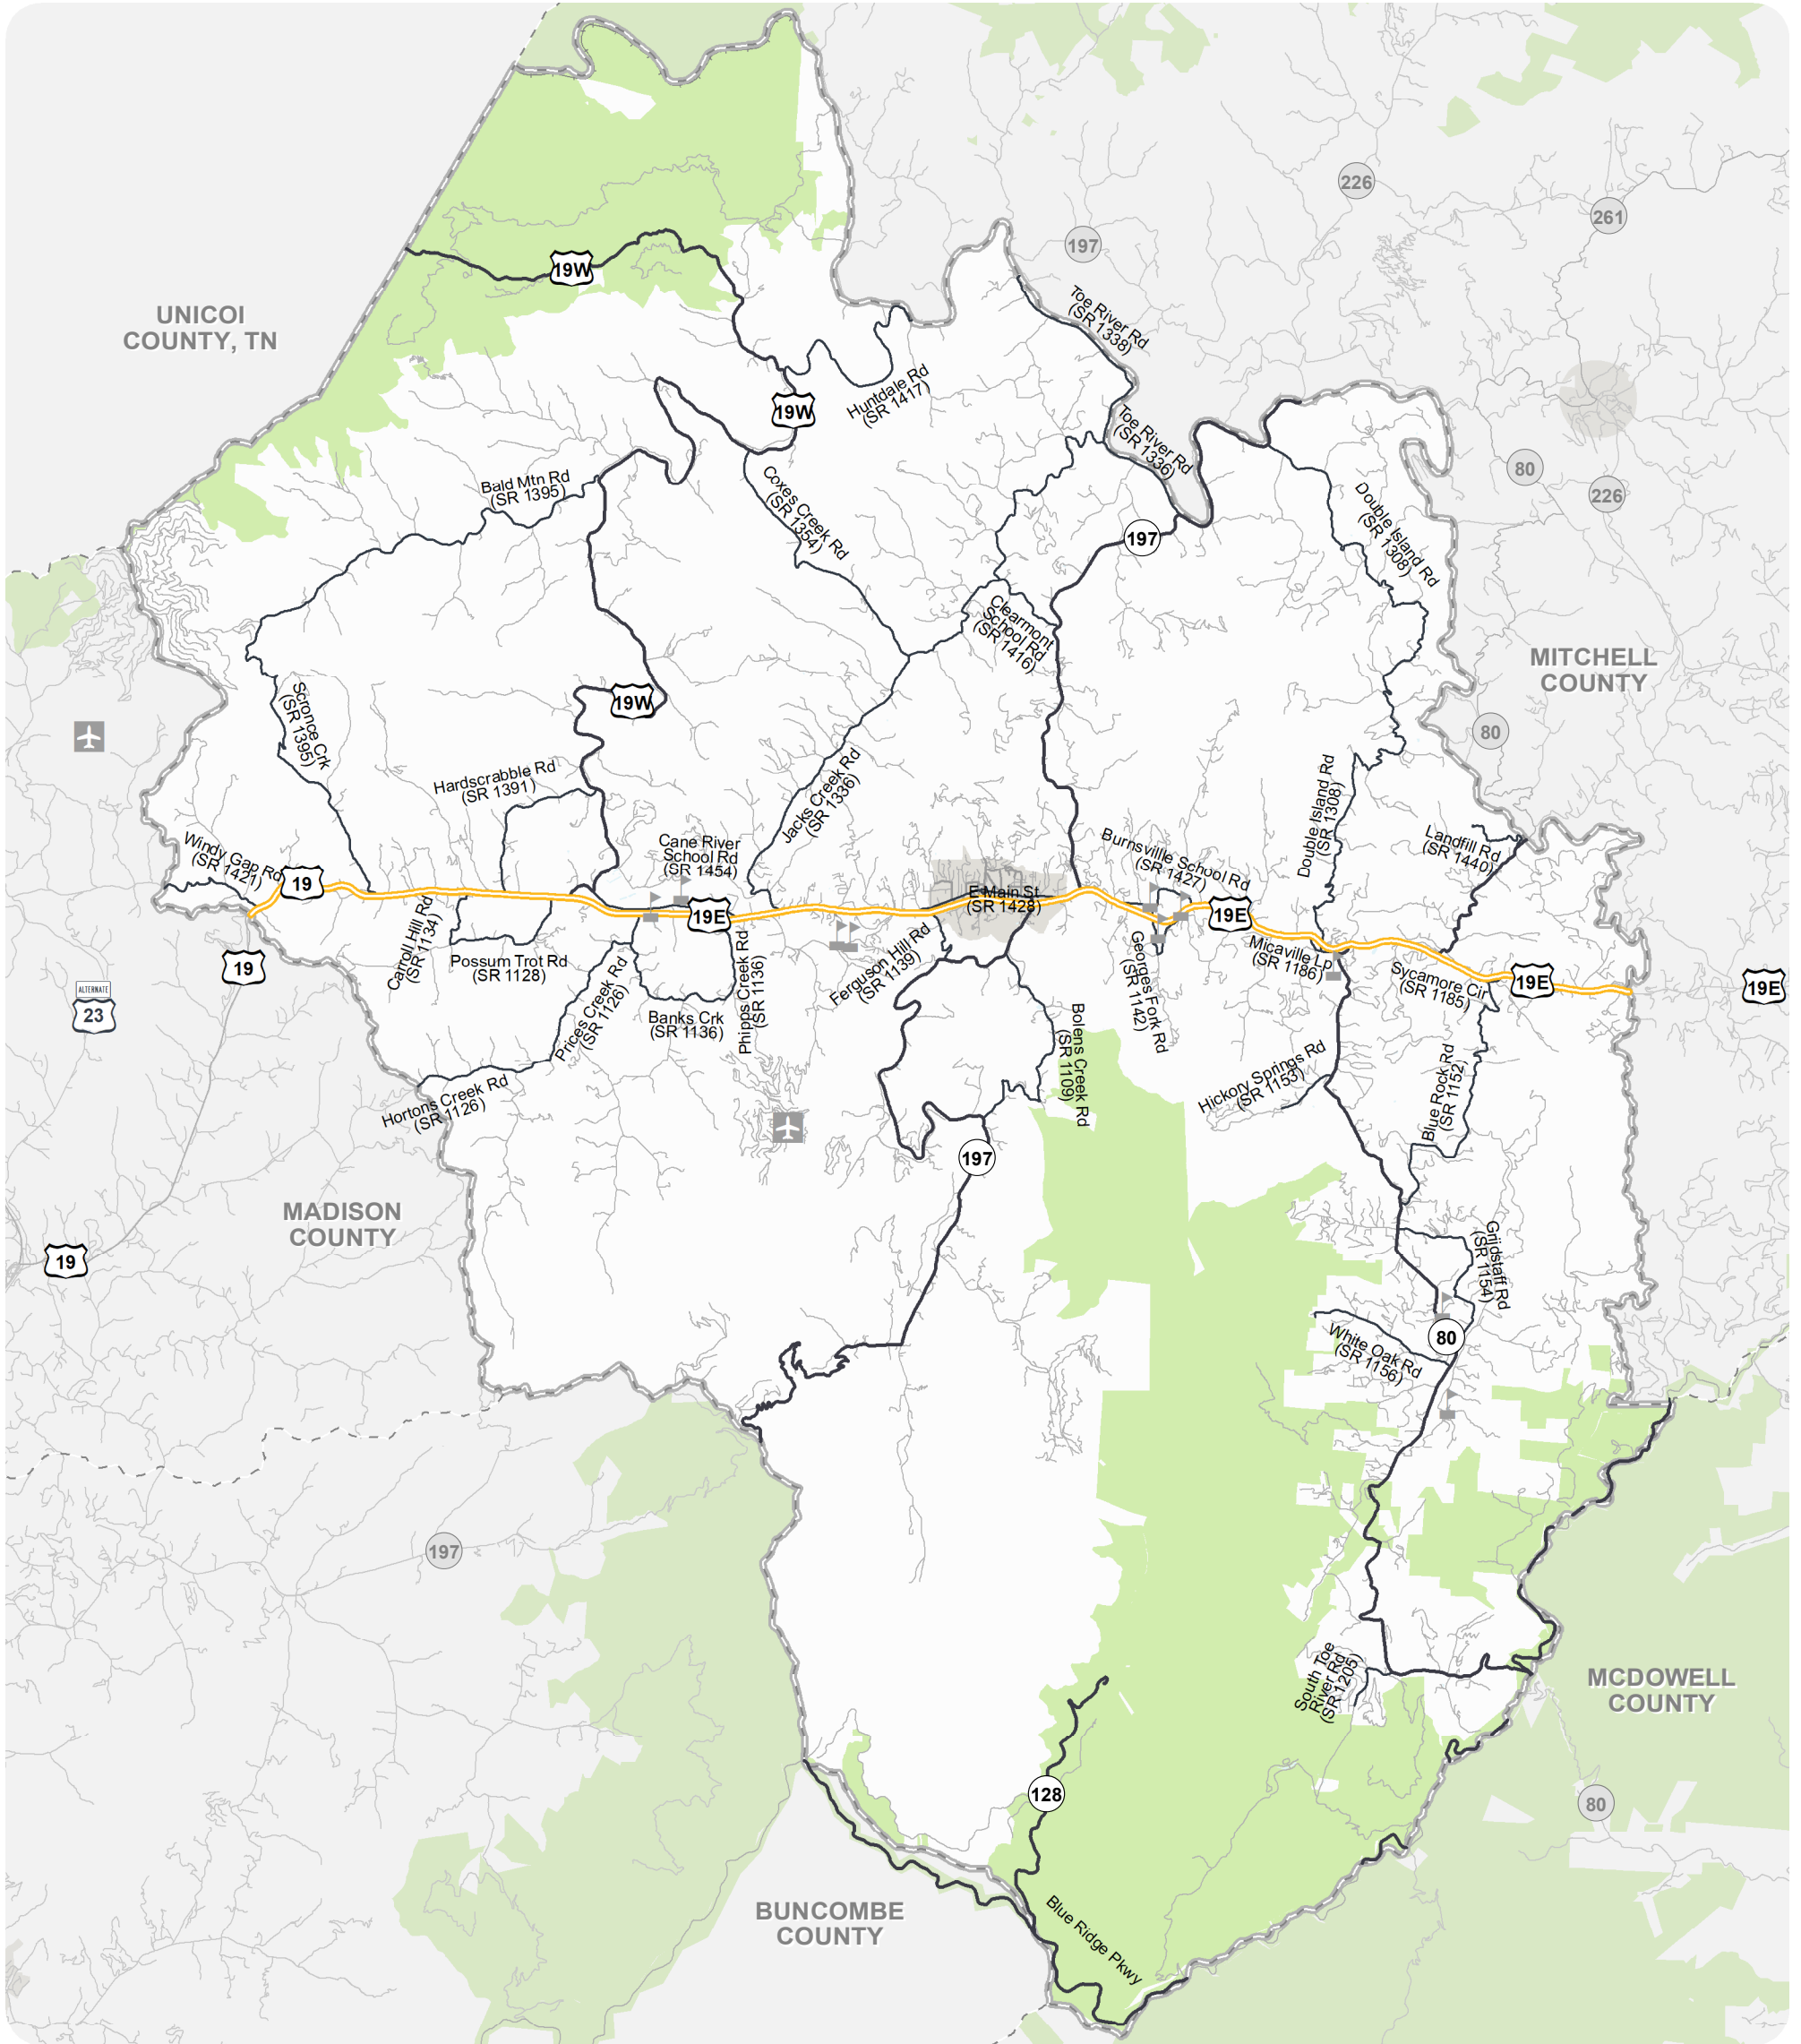 226
261
197
19W
UNICOI
COUNTY, TN
Toe River Rd
(SR 1338)
Huntdale Rd
(SR 1417)
19W
Toe River Rd
(SR 1336)
80
226
Bald Mtn Rd
(SR 1395)
Coxes Creek Rd
(SR 1354)
Double Island Rd
(SR 1308)
197
Clearmont
School Rd
(SR 1416)
MITCHELL
COUNTY
19W
Scronce Crk
(SR 1395)
80
Hardscrabble Rd
(SR 1391)
Jacks Creek Rd
(SR 1336)
Double Island Rd
(SR 1308)
Windy Gap Rd
(SR 1421)
19
Cane River
School Rd
(SR 1454)
Burnsville School Rd
(SR 1427)
Landfill Rd
(SR 1440)
E Main St
(SR 1428)
19E
19E
Carroll Hill Rd
(SR 1134)
19
Possum Trot Rd
(SR 1128)
Prices Creek Rd
(SR 1126)
Banks Crk
(SR 1136)
Phipps Creek Rd
(SR 1136)
Ferguson Hill Rd
(SR 1139)
Georges Fork Rd
(SR 1142)
Micaville Lp
(SR 1186)
Sycamore Cir
(SR 1185)
19E
19E
ALTERNATE
23
Bolens Creek Rd
(SR 1109)
Hortons Creek Rd
(SR 1126)
Hickory Springs Rd
(SR 1153)
Blue Rock Rd
(SR 1152)
197
MADISON
COUNTY
19
Grindstaff Rd
(SR 1154)
80
White Oak Rd
(SR 1156)
197
South Toe
River Rd
(SR 1205)
MCDOWELL
COUNTY
128
80
BUNCOMBE
COUNTY
Blue Ridge Pkwy